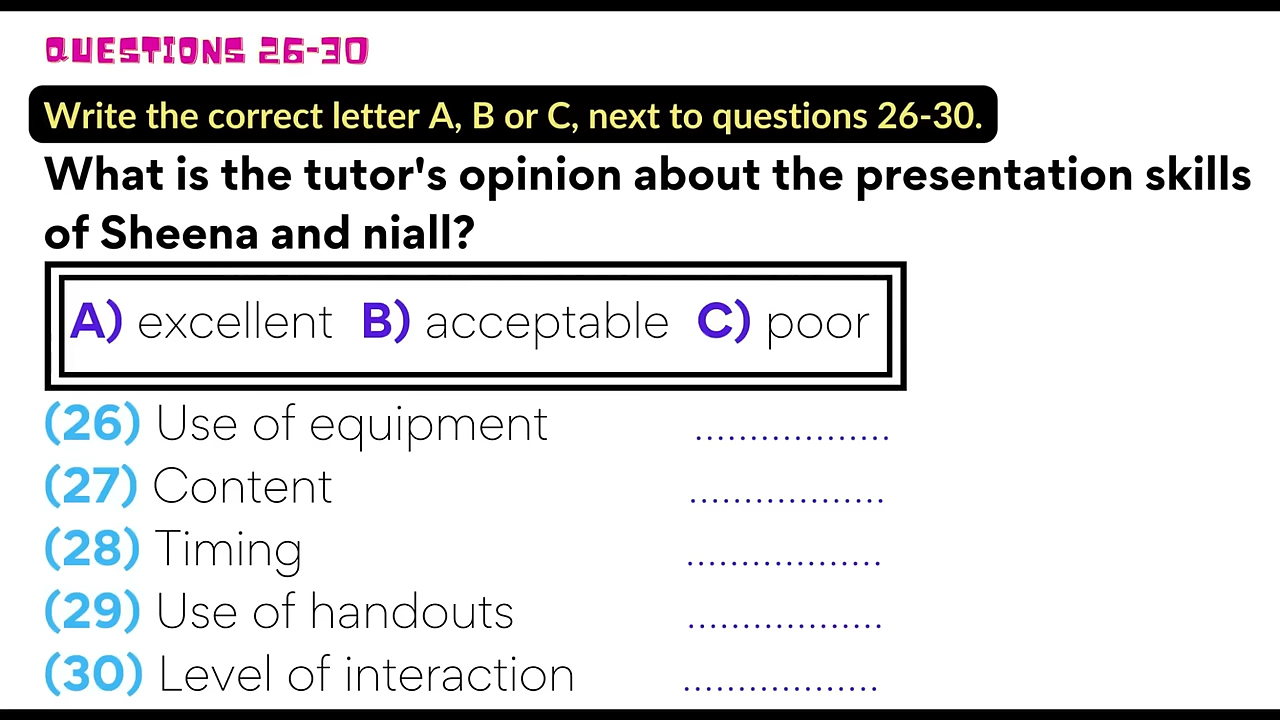 QUESTIONS 26-30
Write the correct letter A, B or C, next to questions 26-30.
What is the tutor's opinion about the presentation skills
of Sheena and niall?
A) excellent B) acceptable C) poor
(26) Use of equipment ..................
(27) Content ..................
(28) Timing ..................
(29) Use of handouts ..................
(30) Level of interaction ..................